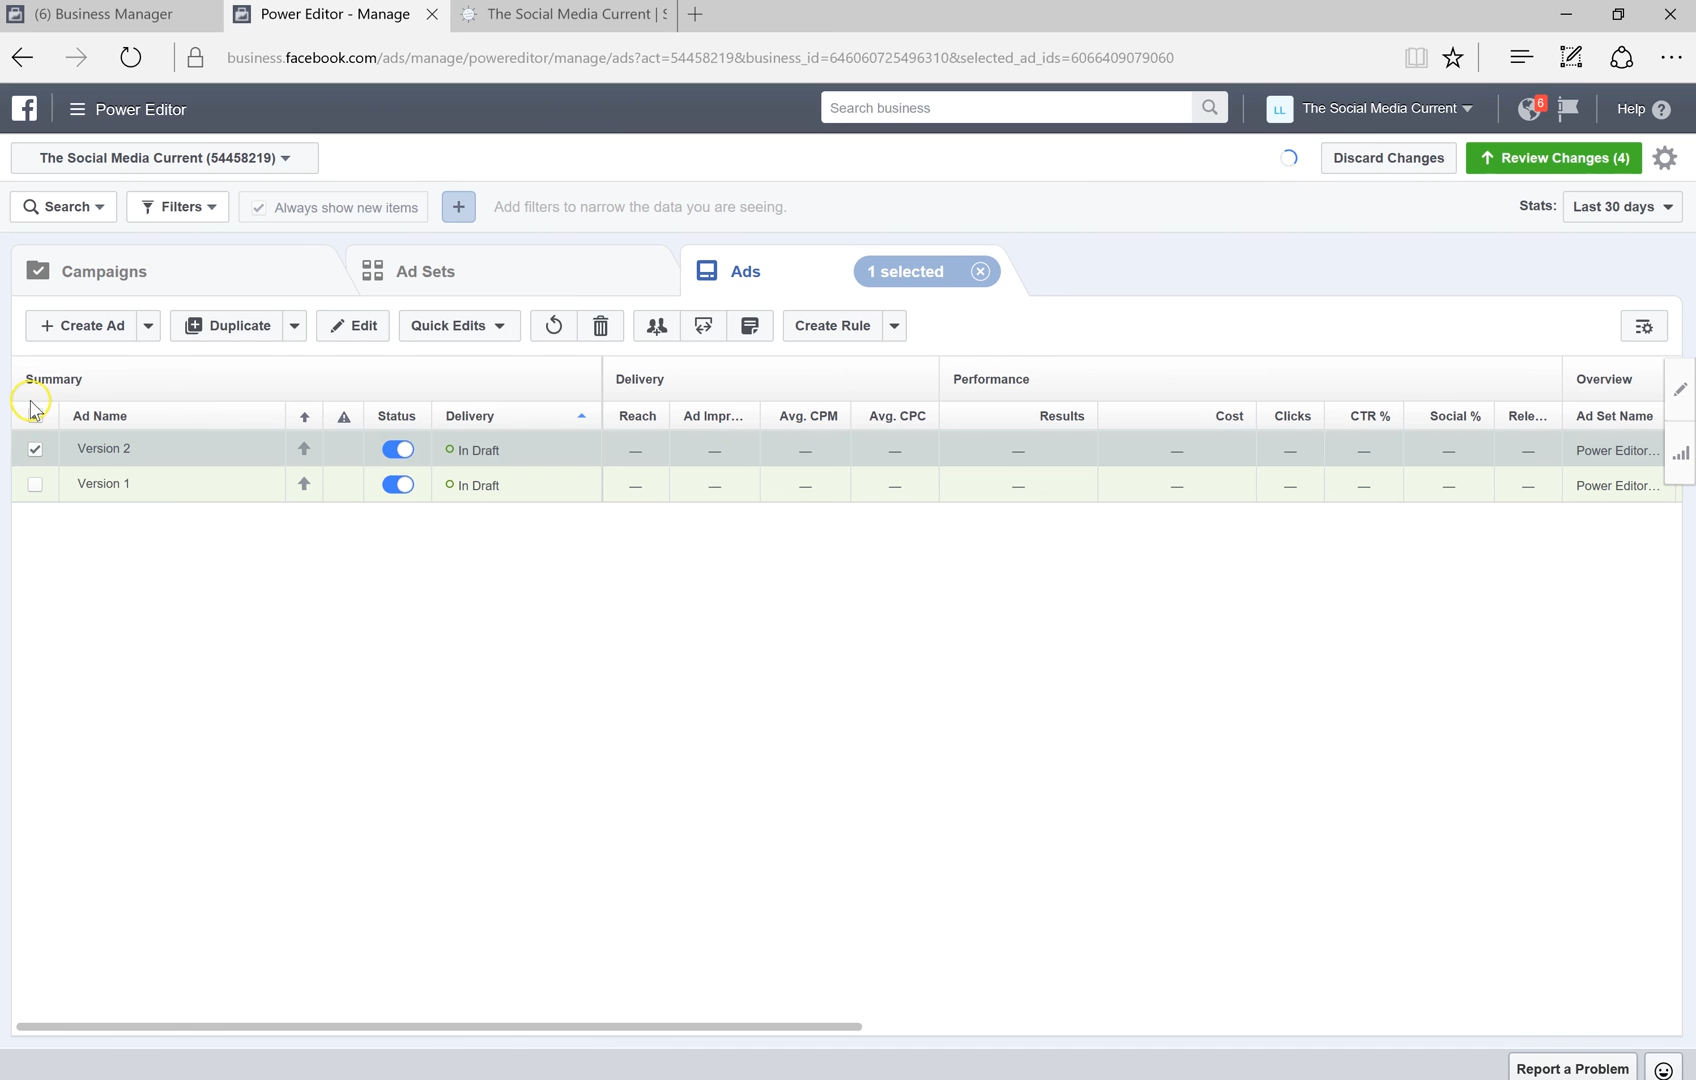 (6) Business Manager
Power Editor - Manage
The Social Media Current | S
business.facebook.com/ads/manage/powereditor/manage/ads?act=54458219&business_id=646060725496310&selected_ad_ids=6066409079060
Power Editor
Search business
LL
The Social Media Current
6
Help ?
The Social Media Current (54458219)
Discard Changes
Review Changes (4)
Search
Filters
Always show new items
+
Add filters to narrow the data you are seeing.
Stats:
Last 30 days
Campaigns
Ad Sets
Ads
1 selected
+ Create Ad
Duplicate
Edit
Quick Edits
Create Rule
Summary
Delivery
Performance
Overview
Ad Name
Status
Delivery
Reach
Ad Impr...
Avg. CPM
Avg. CPC
Results
Cost
Clicks
CTR %
Social %
Rele...
Ad Set Name
Version 2
In Draft
— — — — — — — — — —
Power Editor...
Version 1
In Draft
— — — — — — — — — —
Power Editor...
Report a Problem